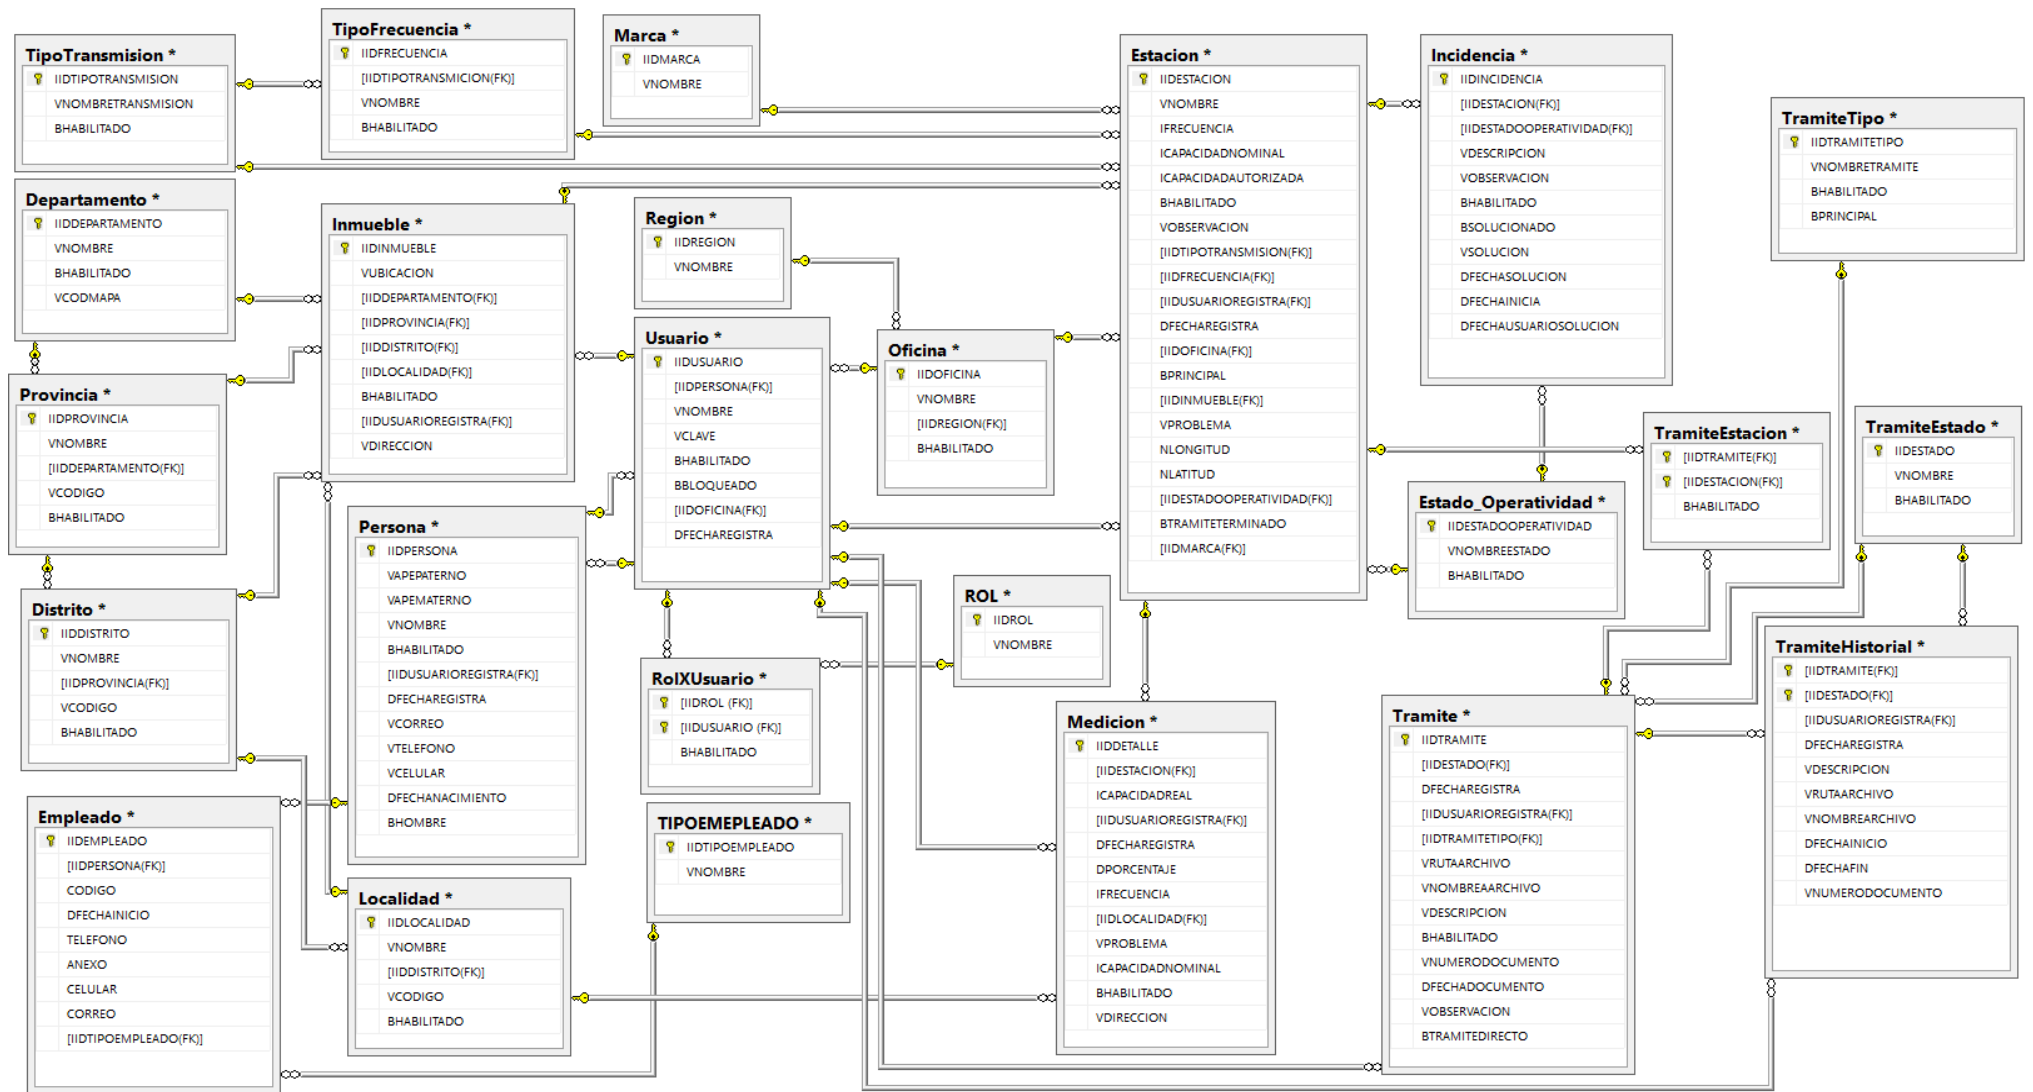 TipoTransmision *
IIDTIPOTRANSMISION
VNOMBRETRANSMISION
BHABILITADO
TipoFrecuencia *
IIDFRECUENCIA
[IIDTIPOTRANSMICION(FK)]
VNOMBRE
BHABILITADO
Marca *
IIDMARCA
VNOMBRE
Estacion *
IIDESTACION
VNOMBRE
IFRECUENCIA
ICAPACIDADNOMINAL
ICAPACIDADAUTORIZADA
BHABILITADO
VOBSERVACION
[IIDTIPOTRANSMISION(FK)]
[IIDFRECUENCIA(FK)]
[IIDUSUARIOREGISTRA(FK)]
DFECHAREGISTRA
[IIDOFICINA(FK)]
BPRINCIPAL
[IIDINMUEBLE(FK)]
VPROBLEMA
NLONGITUD
NLATITUD
[IIDESTADOOPERATIVIDAD(FK)]
BTRAMITETERMINADO
[IIDMARCA(FK)]
Incidencia *
IIDINCIDENCIA
[IIDESTACION(FK)]
[IIDESTADOOPERATIVIDAD(FK)]
VDESCRIPCION
VOBSERVACION
BHABILITADO
BSOLUCIONADO
VSOLUCION
DFECHASOLUCION
DFECHAINICIA
DFECHAUSUARIOSOLUCION
TramiteTipo *
IIDTRAMITETIPO
VNOMBRETRAMITE
BHABILITADO
BPRINCIPAL
Departamento *
IIDDEPARTAMENTO
VNOMBRE
BHABILITADO
VCODMAPA
Inmueble *
IIDINMUEBLE
VUBICACION
[IIDDEPARTAMENTO(FK)]
[IIDPROVINCIA(FK)]
[IIDDISTRITO(FK)]
[IIDLOCALIDAD(FK)]
BHABILITADO
[IIDUSUARIOREGISTRA(FK)]
VDIRECCION
Region *
IIDREGION
VNOMBRE
Usuario *
IIDUSUARIO
[IIDPERSONA(FK)]
VNOMBRE
VCLAVE
BHABILITADO
BBLOQUEADO
[IIDOFICINA(FK)]
DFECHAREGISTRA
Oficina *
IIDOFICINA
VNOMBRE
[IIDREGION(FK)]
BHABILITADO
Provincia *
IIDPROVINCIA
VNOMBRE
[IIDDEPARTAMENTO(FK)]
VCODIGO
BHABILITADO
TramiteEstacion *
[IIDTRAMITE(FK)]
[IIDESTACION(FK)]
BHABILITADO
TramiteEstado *
IIDESTADO
VNOMBRE
BHABILITADO
Estado_Operatividad *
IIDESTADOOPERATIVIDAD
VNOMBREESTADO
BHABILITADO
Persona *
IIDPERSONA
VAPEPATERNO
VAPEMATERNO
VNOMBRE
BHABILITADO
[IIDUSUARIOREGISTRA(FK)]
DFECHAREGISTRA
VCORREO
VTELEFONO
VCELULAR
DFECHANACIMIENTO
BHOMBRE
Distrito *
IIDDISTRITO
VNOMBRE
[IIDPROVINCIA(FK)]
VCODIGO
BHABILITADO
ROL *
IIDROL
VNOMBRE
RolXUsuario *
[IIDROL (FK)]
[IIDUSUARIO (FK)]
BHABILITADO
TramiteHistorial *
[IIDTRAMITE(FK)]
[IIDESTADO(FK)]
[IIDUSUARIOREGISTRA(FK)]
DFECHAREGISTRA
VDESCRIPCION
VRUTAARCHIVO
VNOMBREARCHIVO
DFECHAINICIO
DFECHAFIN
VNUMERODOCUMENTO
Medicion *
IIDDETALLE
[IIDESTACION(FK)]
ICAPACIDADREAL
[IIDUSUARIOREGISTRA(FK)]
DFECHAREGISTRA
DPORCENTAJE
IFRECUENCIA
[IIDLOCALIDAD(FK)]
VPROBLEMA
ICAPACIDADNOMINAL
BHABILITADO
VDIRECCION
Tramite *
IIDTRAMITE
[IIDESTADO(FK)]
DFECHAREGISTRA
[IIDUSUARIOREGISTRA(FK)]
[IIDTRAMITETIPO(FK)]
VRUTAARCHIVO
VNOMBREAARCHIVO
VDESCRIPCION
BHABILITADO
VNUMERODOCUMENTO
DFECHADOCUMENTO
VOBSERVACION
BTRAMITEDIRECTO
Empleado *
IIDEMPLEADO
[IIDPERSONA(FK)]
CODIGO
DFECHAINICIO
TELEFONO
ANEXO
CELULAR
CORREO
[IIDTIPOEMPLEADO(FK)]
TIPOEMEPLEADO *
IIDTIPOEMPLEADO
VNOMBRE
Localidad *
IIDLOCALIDAD
VNOMBRE
[IIDDISTRITO(FK)]
VCODIGO
BHABILITADO